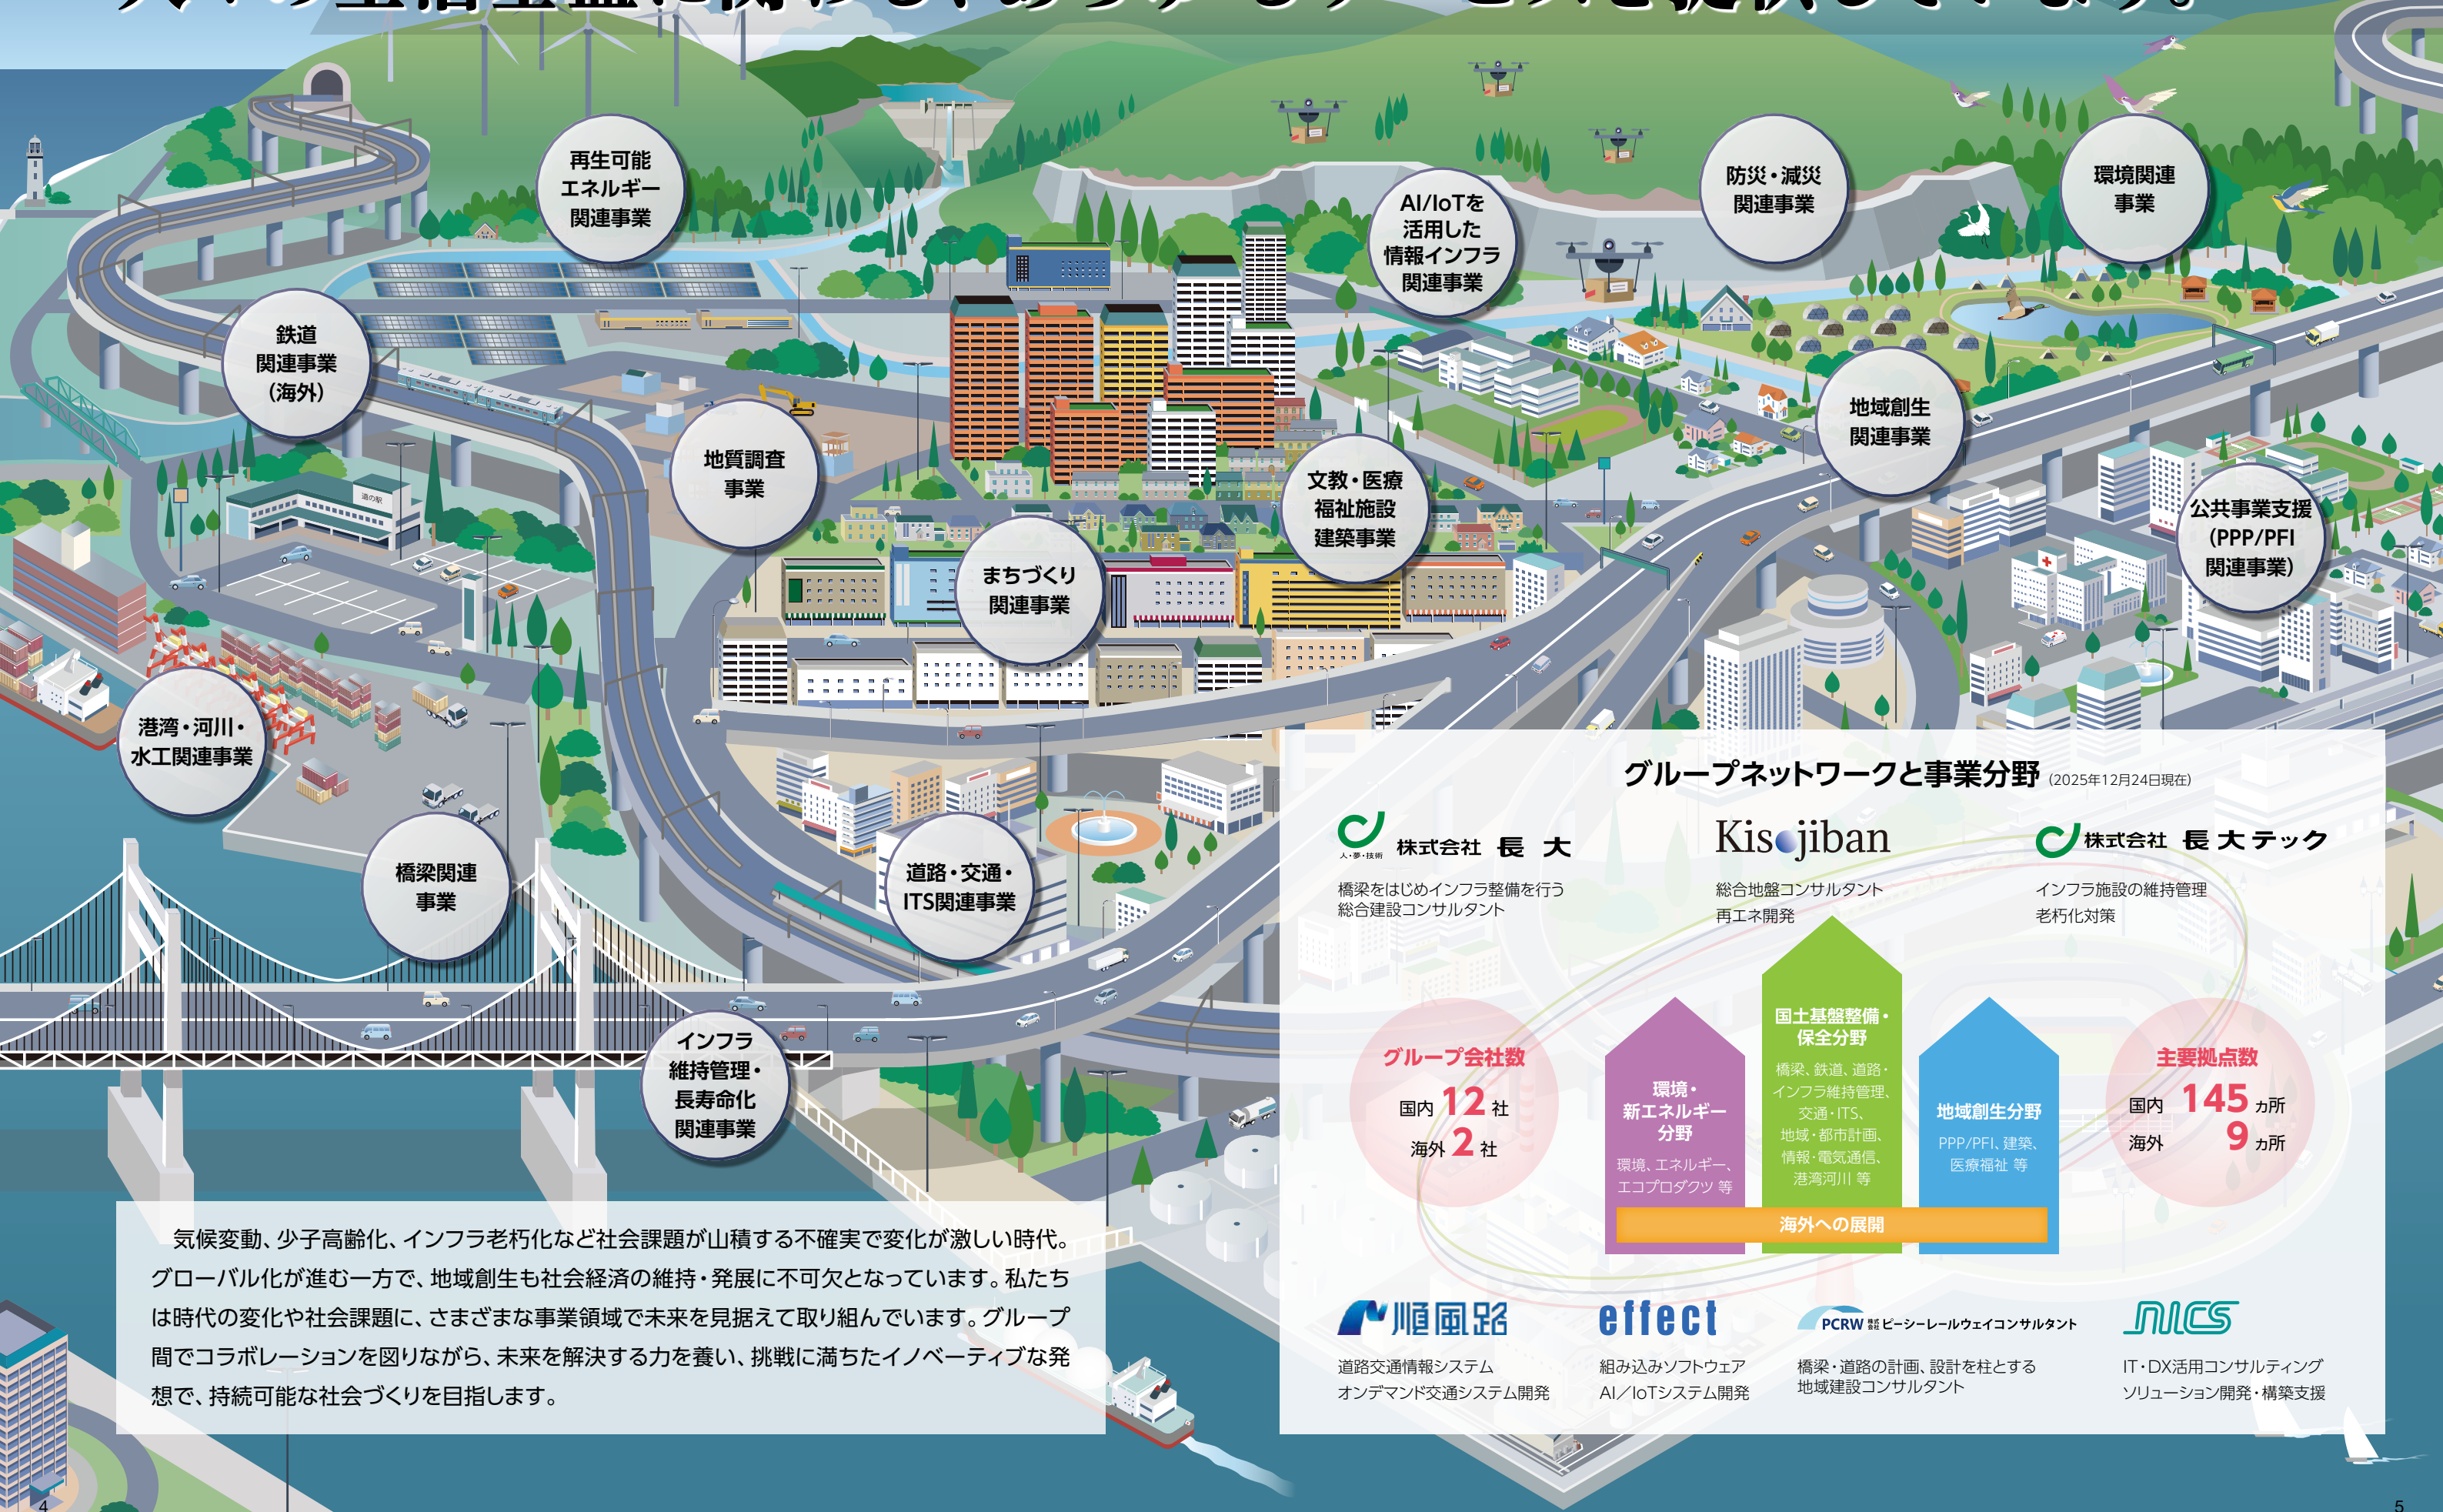 再生可能
エネルギー
関連事業
AI/IoTを
活用した
情報インフラ
関連事業
防災・減災
関連事業
環境関連
事業
鉄道
関連事業
(海外)
地質調査
事業
道の駅
文教・医療
福祉施設
建築事業
地域創生
関連事業
公共事業支援
(PPP/PFI
関連事業)
まちづくり
関連事業
港湾・河川・
水工関連事業
橋梁関連
事業
道路・交通・
ITS関連事業
インフラ
維持管理・
長寿命化
関連事業
気候変動、少子高齢化、インフラ老朽化など社会課題が山積する不確実で変化が激しい時代。
グローバル化が進む一方で、地域創生も社会経済の維持・発展に不可欠となっています。私たち
は時代の変化や社会課題に、さまざまな事業領域で未来を見据えて取り組んでいます。グループ
間でコラボレーションを図りながら、未来を解決する力を養い、挑戦に満ちたイノベーティブな発
想で、持続可能な社会づくりを目指します。
グループネットワークと事業分野 (2025年12月24日現在)
人・夢・技術 株式会社 長大
橋梁をはじめインフラ整備を行う
総合建設コンサルタント
Kisojiban
総合地盤コンサルタント
再エネ開発
株式会社 長大テック
インフラ施設の維持管理
老朽化対策
グループ会社数
国内 12 社
海外 2 社
環境・
新エネルギー
分野
環境、エネルギー、
エコプロダクツ 等
国土基盤整備・
保全分野
橋梁、鉄道、道路・
インフラ維持管理、
交通・ITS、
地域・都市計画、
情報・電気通信、
港湾河川 等
地域創生分野
PPP/PFI、建築、
医療福祉 等
海外への展開
主要拠点数
国内 145 カ所
海外 9 カ所
順風路
道路交通情報システム
オンデマンド交通システム開発
effect
組み込みソフトウェア
AI/IoTシステム開発
PCRW 株式会社 ピーシーレールウェイコンサルタント
橋梁・道路の計画、設計を柱とする
地域建設コンサルタント
NICS
IT・DX活用コンサルティング
ソリューション開発・構築支援
4
5